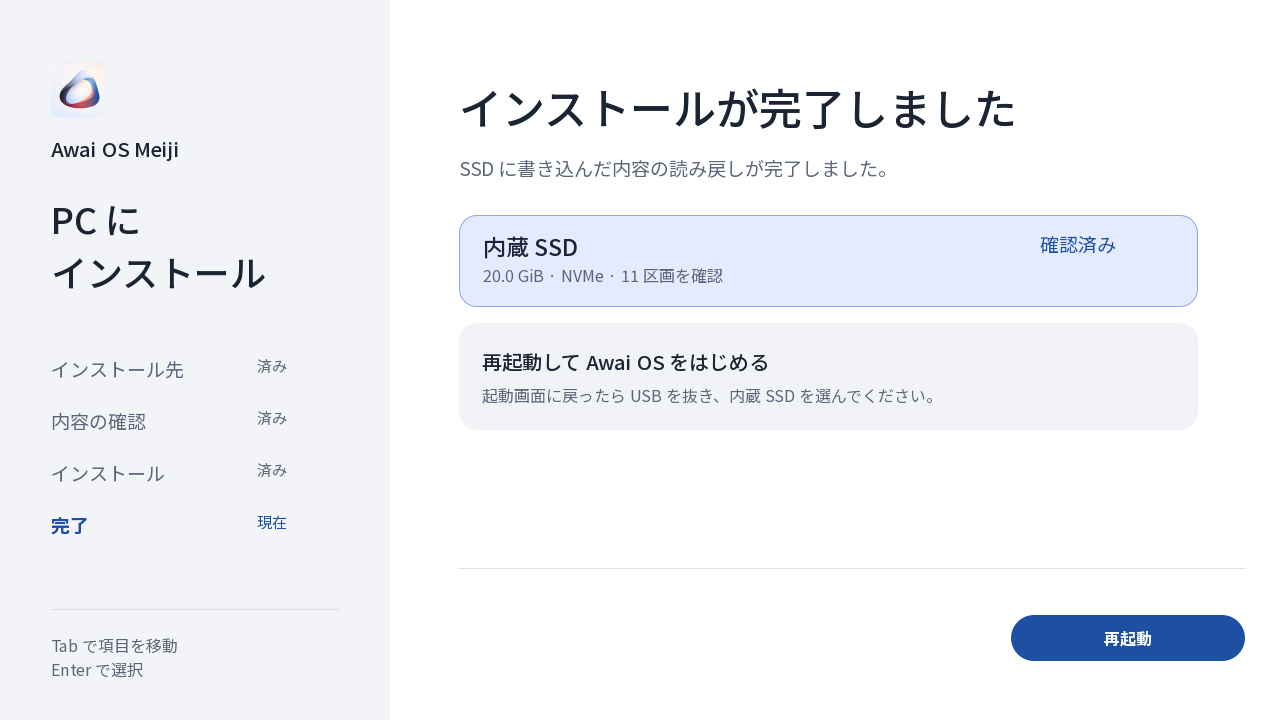 Awai OS Meiji
PC に
インストール
インストール先 済み
内容の確認 済み
インストール 済み
完了 現在
Tab で項目を移動
Enter で選択
インストールが完了しました
SSD に書き込んだ内容の読み戻しが完了しました。
内蔵 SSD 確認済み
20.0 GiB · NVMe · 11 区画を確認
再起動して Awai OS をはじめる
起動画面に戻ったら USB を抜き、内蔵 SSD を選んでください。
再起動